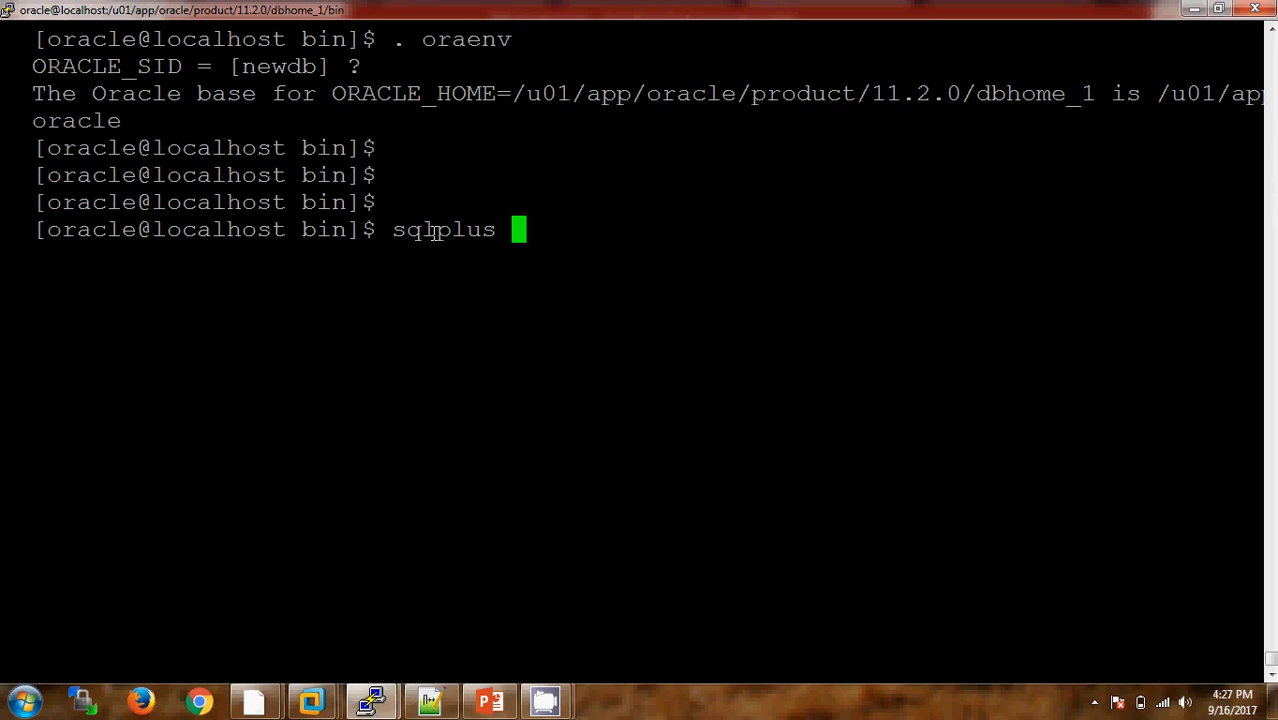 oracle@localhost:/u01/app/oracle/product/11.2.0/dbhome_1/bin
[oracle@localhost bin]$ . oraenv
ORACLE_SID = [newdb] ?
The Oracle base for ORACLE_HOME=/u01/app/oracle/product/11.2.0/dbhome_1 is /u01/app/
oracle
[oracle@localhost bin]$
[oracle@localhost bin]$
[oracle@localhost bin]$
[oracle@localhost bin]$ sqlplus
4:27 PM
9/16/2017